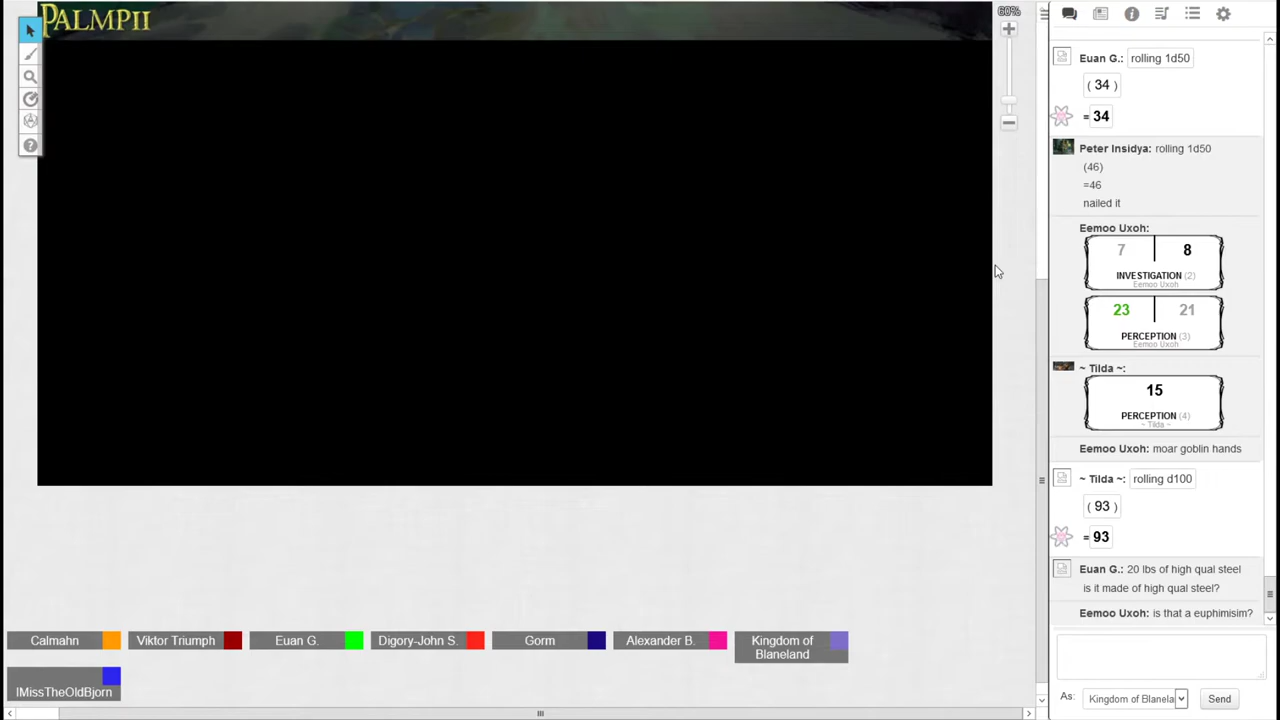 PALMPII
60%
Euan G.: rolling 1d50
( 34 )
= 34
Peter Insidya: rolling 1d50
(46)
=46
nailed it
Eemoo Uxoh:
7 8
INVESTIGATION (2)
Eemoo Uxoh
23 21
PERCEPTION (3)
Eemoo Uxoh
~ Tilda ~:
15
PERCEPTION (4)
~ Tilda ~
Eemoo Uxoh: moar goblin hands
~ Tilda ~: rolling d100
( 93 )
= 93
Euan G.: 20 lbs of high qual steel
is it made of high qual steel?
Eemoo Uxoh: is that a euphimisim?
Calmahn
Viktor Triumph
Euan G.
Digory-John S.
Gorm
Alexander B.
Kingdom of
Blaneland
IMissTheOldBjorn
As: Kingdom of Blanela Send